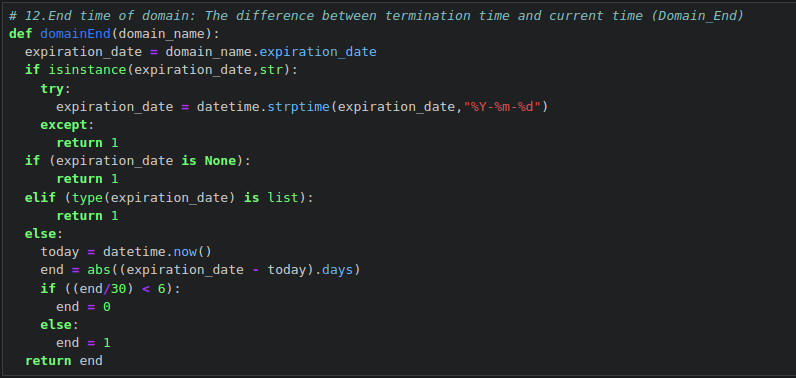 # 12.End time of domain: The difference between termination time and current time (Domain_End)
def domainEnd(domain_name):
  expiration_date = domain_name.expiration_date
  if isinstance(expiration_date,str):
    try:
      expiration_date = datetime.strptime(expiration_date,"%Y-%m-%d")
    except:
      return 1
  if (expiration_date is None):
      return 1
  elif (type(expiration_date) is list):
      return 1
  else:
    today = datetime.now()
    end = abs((expiration_date - today).days)
    if ((end/30) < 6):
      end = 0
    else:
      end = 1
  return end